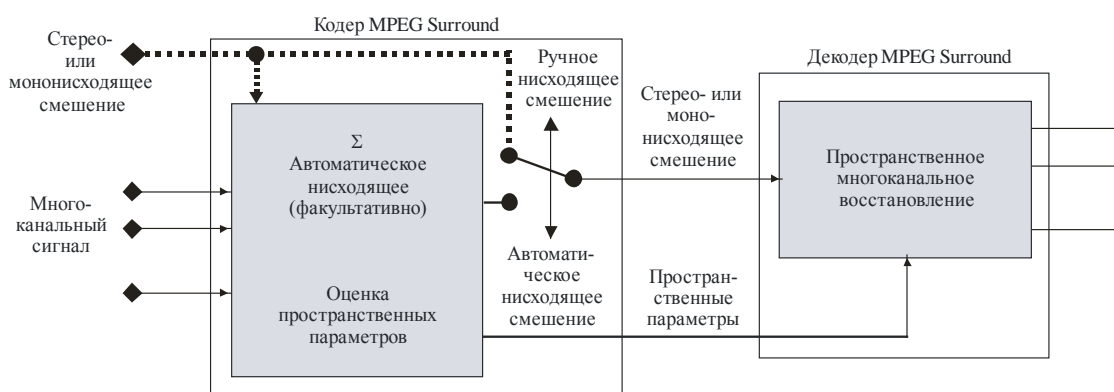 Кодер MPEG Surround
Стерео-
или
мононисходящее
смешение
Ручное
нисходящее
смешение
Декодер MPEG Surround
Стерео- или
моно-
нисходящее
смешение
Σ
Автоматическое
нисходящее
(факультативно)
Пространственное
многоканальное
восстановление
Много-
канальный
сигнал
Автомати-
ческое
нисходящее
смешение
Простран-
ственные
параметры
Оценка
пространственных
параметров